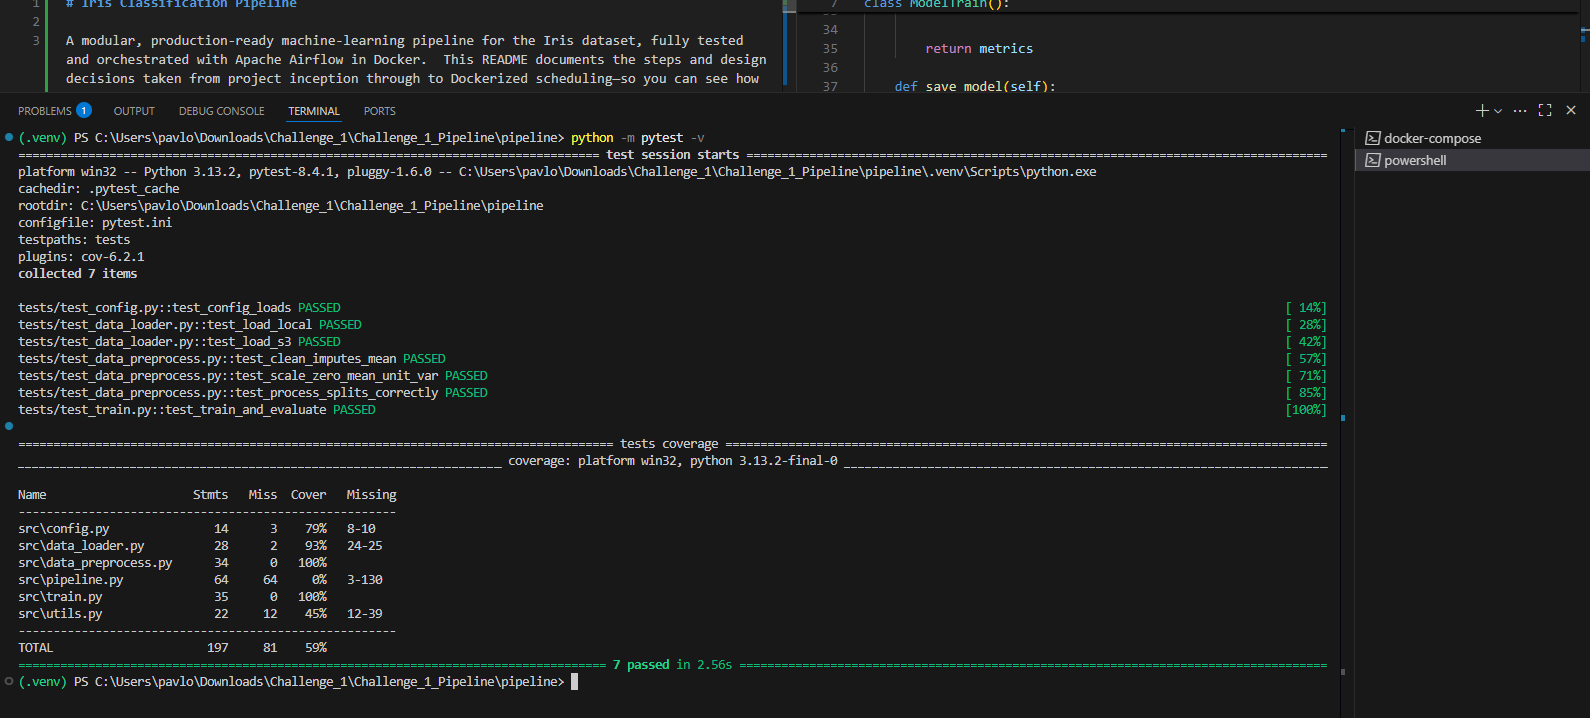 1 # Iris Classification Pipeline
2
3 A modular, production-ready machine-learning pipeline for the Iris dataset, fully tested
and orchestrated with Apache Airflow in Docker.  This README documents the steps and design
decisions taken from project inception through to Dockerized scheduling—so you can see how
7 class ModelTrain():
34
35 return metrics
36
37 def save_model(self):
PROBLEMS 1 OUTPUT DEBUG CONSOLE TERMINAL PORTS
docker-compose
powershell
(.venv) PS C:\Users\pavlo\Downloads\Challenge_1\Challenge_1_Pipeline\pipeline> python -m pytest -v
=================================== test session starts ===================================
platform win32 -- Python 3.13.2, pytest-8.4.1, pluggy-1.6.0 -- C:\Users\pavlo\Downloads\Challenge_1\Challenge_1_Pipeline\pipeline\.venv\Scripts\python.exe
cachedir: .pytest_cache
rootdir: C:\Users\pavlo\Downloads\Challenge_1\Challenge_1_Pipeline\pipeline
configfile: pytest.ini
testpaths: tests
plugins: cov-6.2.1
collected 7 items
tests/test_config.py::test_config_loads PASSED [ 14%]
tests/test_data_loader.py::test_load_local PASSED [ 28%]
tests/test_data_loader.py::test_load_s3 PASSED [ 42%]
tests/test_data_preprocess.py::test_clean_imputes_mean PASSED [ 57%]
tests/test_data_preprocess.py::test_scale_zero_mean_unit_var PASSED [ 71%]
tests/test_data_preprocess.py::test_process_splits_correctly PASSED [ 85%]
tests/test_train.py::test_train_and_evaluate PASSED [100%]
=================================== tests coverage ===================================
___________________________________ coverage: platform win32, python 3.13.2-final-0 ___________________________________
Name Stmts Miss Cover Missing
------------------------------------------------------
src\config.py 14 3 79% 8-10
src\data_loader.py 28 2 93% 24-25
src\data_preprocess.py 34 0 100%
src\pipeline.py 64 64 0% 3-130
src\train.py 35 0 100%
src\utils.py 22 12 45% 12-39
------------------------------------------------------
TOTAL 197 81 59%
=================================== 7 passed in 2.56s ===================================
(.venv) PS C:\Users\pavlo\Downloads\Challenge_1\Challenge_1_Pipeline\pipeline>